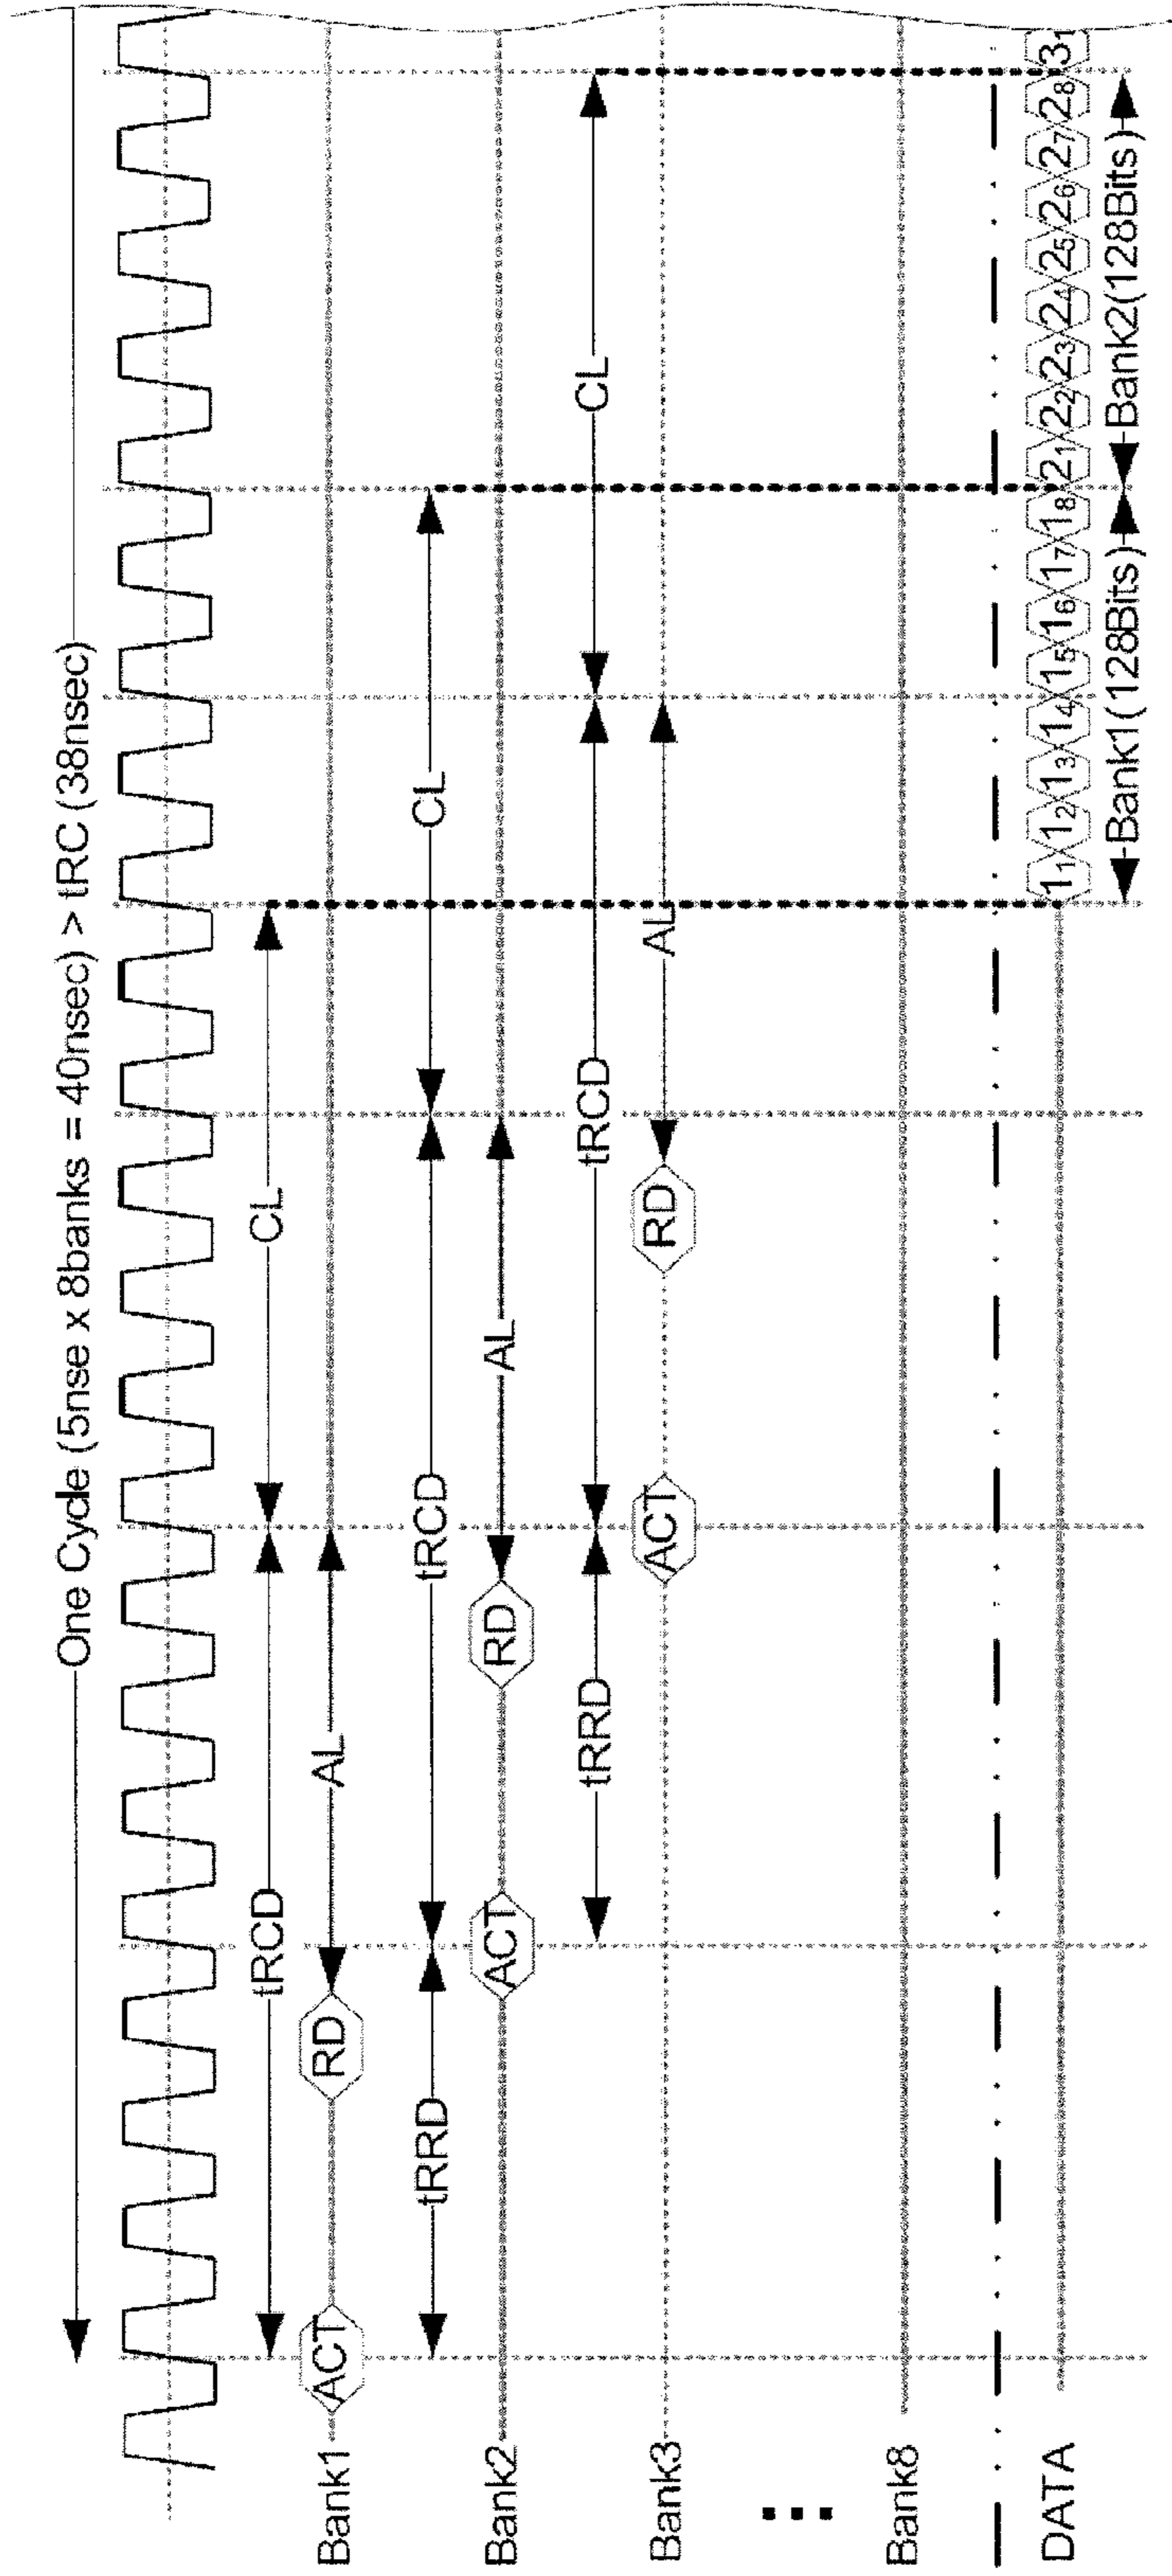 One Cycle (5nse x 8banks = 40nsec) > tRC (38nsec)
tRCD CL
Bank1 ACT RD AL
tRRD tRCD CL
Bank2 ACT RD AL
tRRD tRCD CL
Bank3 ACT RD AL
Bank8
DATA 1₁ 1₂ 1₃ 1₄ 1₅ 1₆ 1₇ 1₈ 2₁ 2₂ 2₃ 2₄ 2₅ 2₆ 2₇ 2₈ 3₁
Bank1(128Bits) Bank2(128Bits)